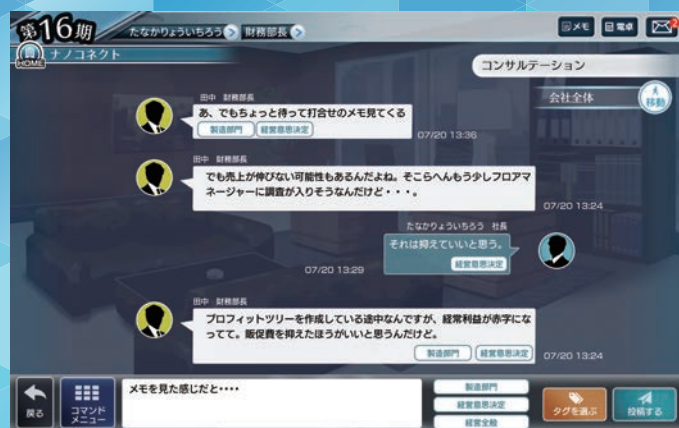 第16期
たなかりょういちろう
財務部長
メモ
電卓
2
HOME
ナノコネクト
コンサルテーション
会社全体
移動
田中 財務部長
あ、でもちょっと待って打合せのメモ見てくる
製造部門
経営意思決定
07/20 13:36
田中 財務部長
でも売上が伸びない可能性もあるんだよね。そこらへんもう少しフロアマ
ネージャーに調査が入りそうなんだけど・・・。
07/20 13:24
たなかりょういちろう 社長
それは抑えていいと思う。
経営意思決定
07/20 13:29
田中 財務部長
プロフィットツリーを作成している途中なんですが、経常利益が赤字にな
ってて。販促費を抑えたほうがいいと思うんだけど。
製造部門
経営意思決定
07/20 13:24
戻る
コマンド
メニュー
メモを見た感じだと・・・・
製造部門
経営意思決定
経営全般
タグを選ぶ
投稿する